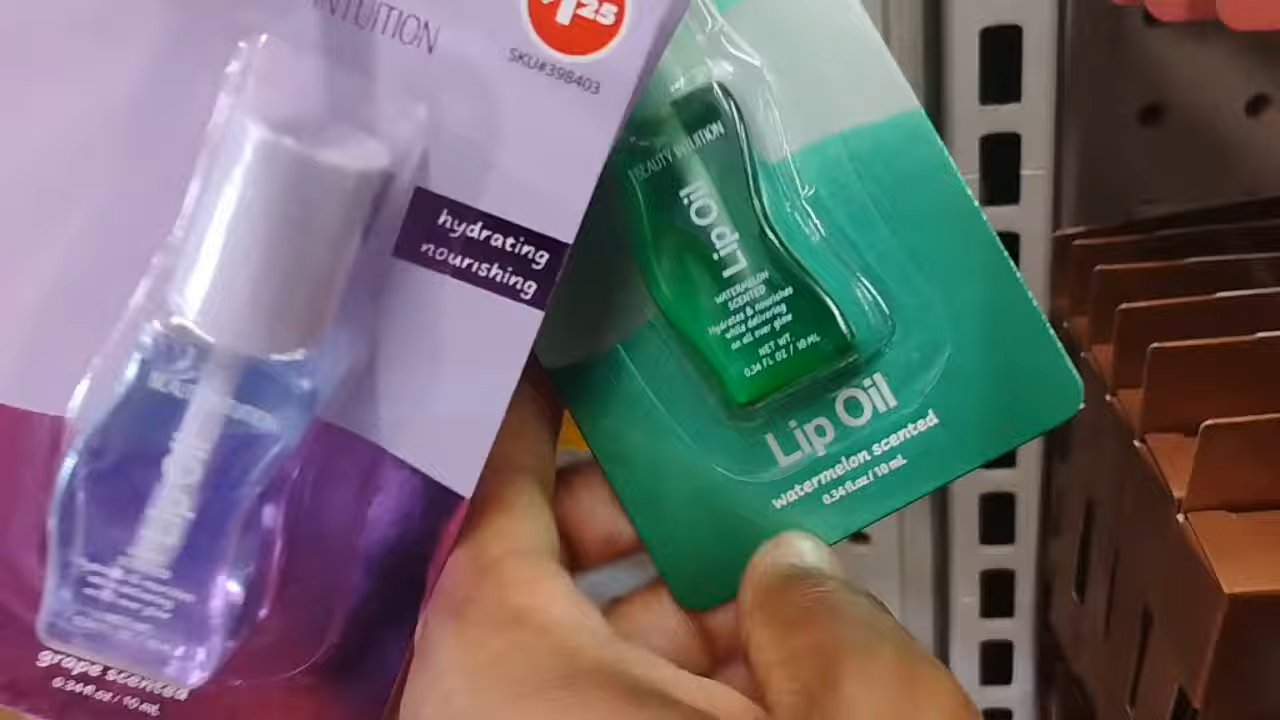 INTUITION
$1.25
SKU#398403
hydrating
nourishing
grape scented
0.34 fl.oz / 10 mL
BEAUTY INTUITION
Lip Oil
WATERMELON
SCENTED
Hydrates & nourishes
while delivering
an all over glow
NET WT.
0.34 FL OZ / 10 ML
Lip Oil
watermelon scented
0.34 fl.oz / 10 mL